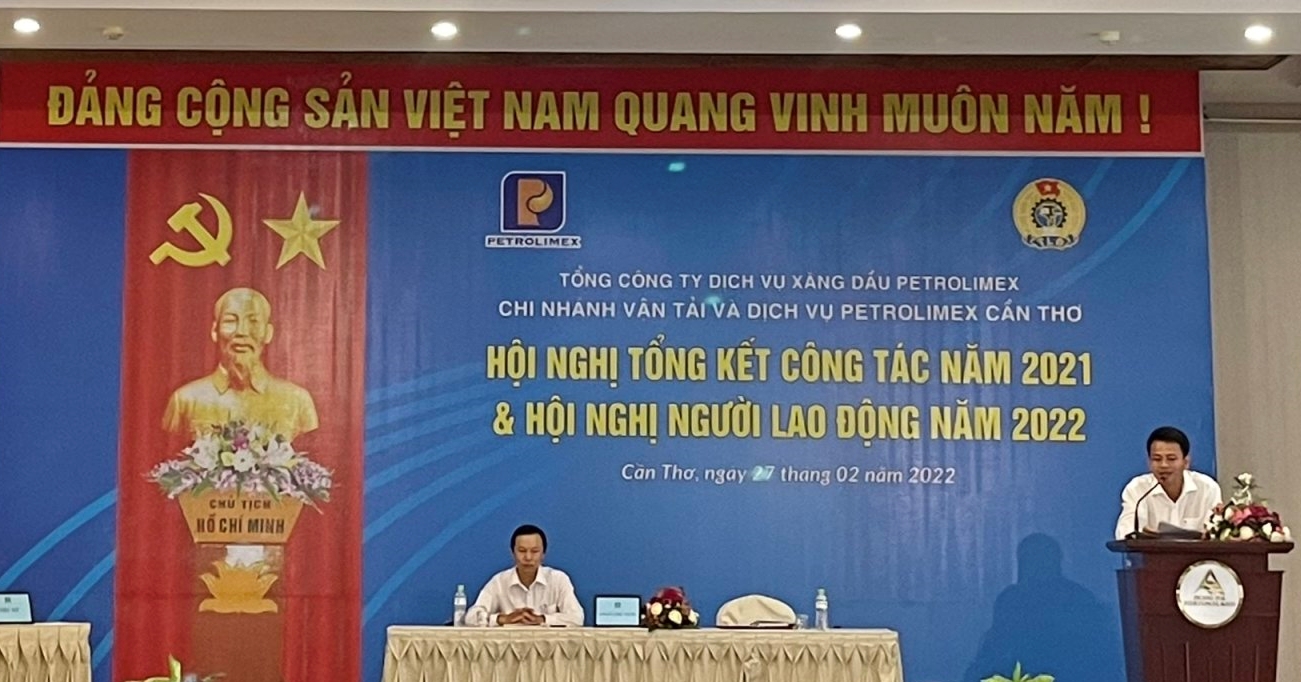 ĐẢNG CỘNG SẢN VIỆT NAM QUANG VINH MUÔN NĂM !
PETROLIMEX
TỔNG CÔNG TY DỊCH VỤ XĂNG DẦU PETROLIMEX
CHI NHÁNH VẬN TẢI VÀ DỊCH VỤ PETROLIMEX CẦN THƠ
HỘI NGHỊ TỔNG KẾT CÔNG TÁC NĂM 2021
& HỘI NGHỊ NGƯỜI LAO ĐỘNG NĂM 2022
Cần Thơ, ngày 27 tháng 02 năm 2022
CHỦ TỊCH
HỒ CHÍ MINH